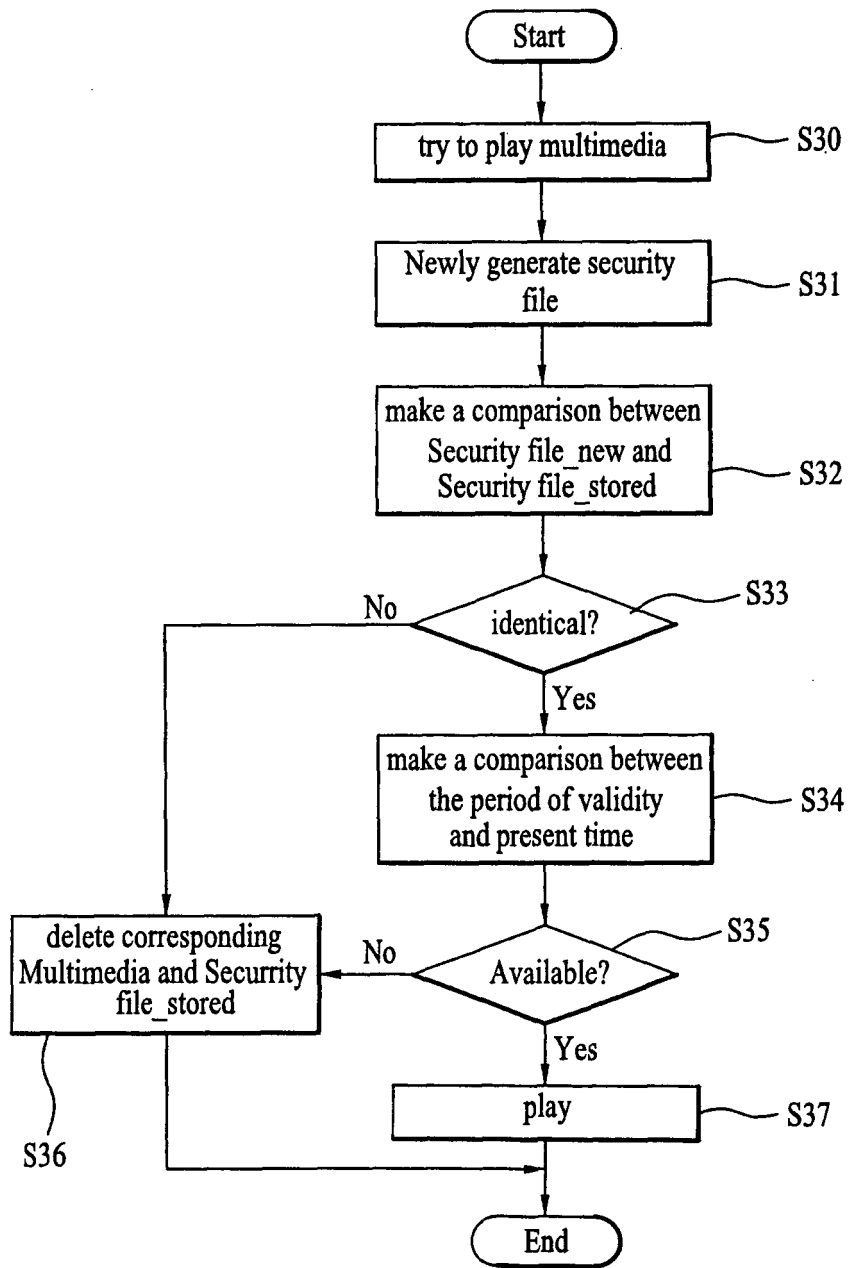 Start
try to play multimedia
S30
Newly generate security
file
S31
make a comparison between
Security file_new and
Security file_stored
S32
identical?
S33
No
Yes
make a comparison between
the period of validity
and present time
S34
Available?
S35
No
Yes
delete corresponding
Multimedia and Securrity
file_stored
S36
play
S37
End